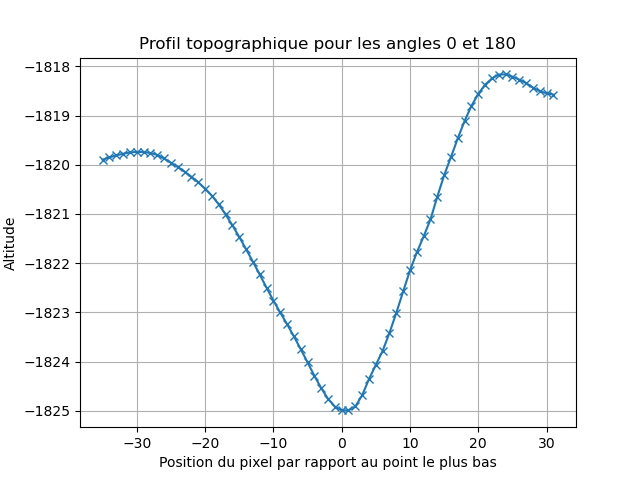 Profil topographique pour les angles 0 et 180
−1818
−1819
−1820
−1821
−1822
−1823
−1824
−1825
Altitude
−30 −20 −10 0 10 20 30
Position du pixel par rapport au point le plus bas